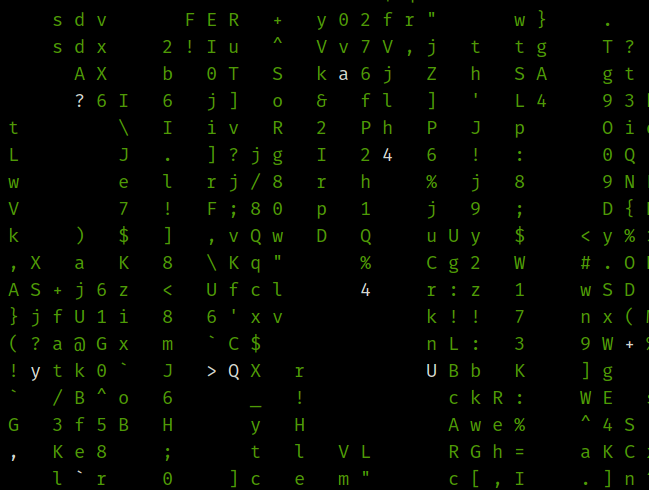 s d v F E R + y 0 2 f r " w } .
s d x 2 ! I u ^ V v 7 V , j t t g T ?
A X b 0 T S k a 6 j Z h S A g t
? 6 I 6 j ] o & f l ] ' L 4 9 3
t \ I i v R 2 P h P J p O i
L J . ] ? j g I 2 4 6 ! : 0 Q
w e l r j / 8 r h % j 8 9 N
V 7 ! F ; 8 0 p 1 j 9 ; D {
k ) $ ] , v Q w D Q u U y $ < y %
, X a K 8 \ K q " % C g 2 W # . O
A S + j 6 z < U f c l 4 r : z 1 w S D
} j f U 1 i 8 6 ' x v k ! ! 7 n x (
( ? a @ G x m ` C $ n L : 3 9 W +
! y t k 0 ` J > Q X r U B b K ] g
` / B ^ o 6 _ ! c k R : W E
G 3 f 5 B H y H A w e % ^ 4 S
, K e 8 ; t l V L R G h = a K C
l ` r 0 ] c e m " c [ , I . ] n